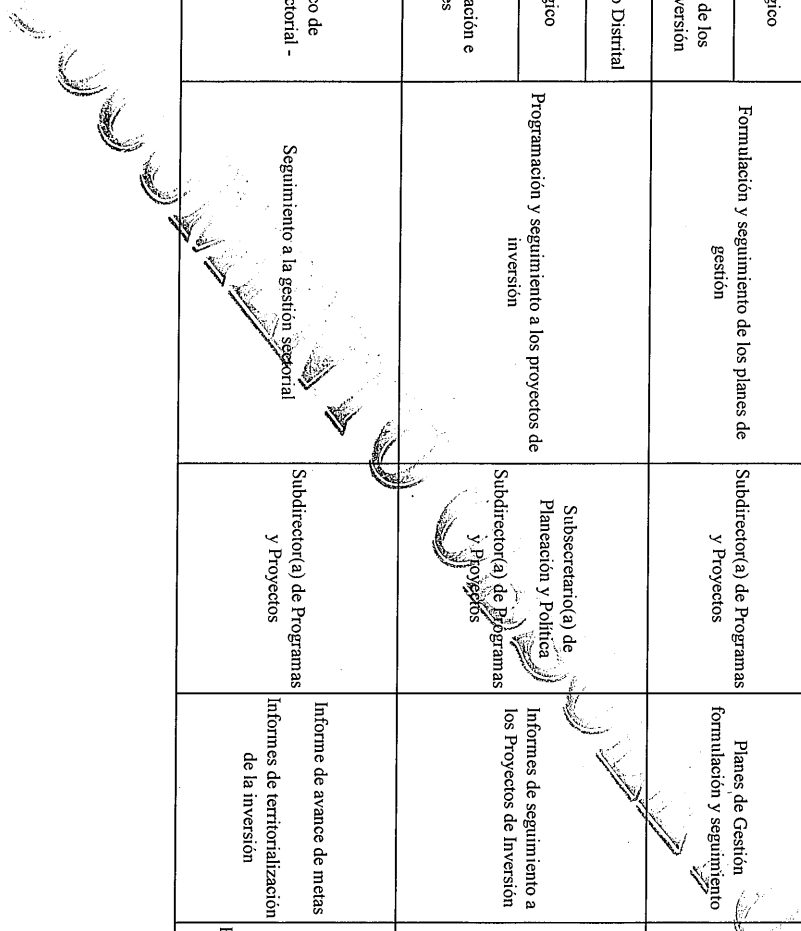 gico
de los
versión
Formulación y seguimiento de los planes de
gestión
Subdirector(a) de Programas
y Proyectos
Planes de Gestión
formulación y seguimiento
o Distrital
gico
ación e
es
Programación y seguimiento a los proyectos de
inversión
Subsecretario(a) de
Planeación y Política
Subdirector(a) de Programas
y Proyectos
Informes de seguimiento a
los Proyectos de Inversión
co de
ctorial -
Seguimiento a la gestión sectorial
Subdirector(a) de Programas
y Proyectos
Informe de avance de metas
Informes de territorialización
de la inversión